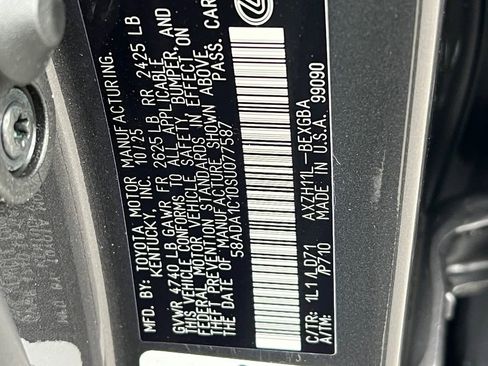 MFD. BY: TOYOTA MOTOR MANUFACTURING.
KENTUCKY, INC. 10/25
GVWR 4740 LB GAWR FR 2625 LB RR 2425 LB
THIS VEHICLE CONFORMS TO ALL APPLICABLE
FEDERAL MOTOR VEHICLE SAFETY, BUMPER, AND
THEFT PREVENTION STANDARDS IN EFFECT ON
THE DATE OF MANUFACTURE SHOWN ABOVE.
58ADA1C10SU077587 PASS. CAR
C/TR: 1L1 /LD71 AXZH11L-BEXGBA
A/TM: /P710 MADE IN U.S.A. 99090